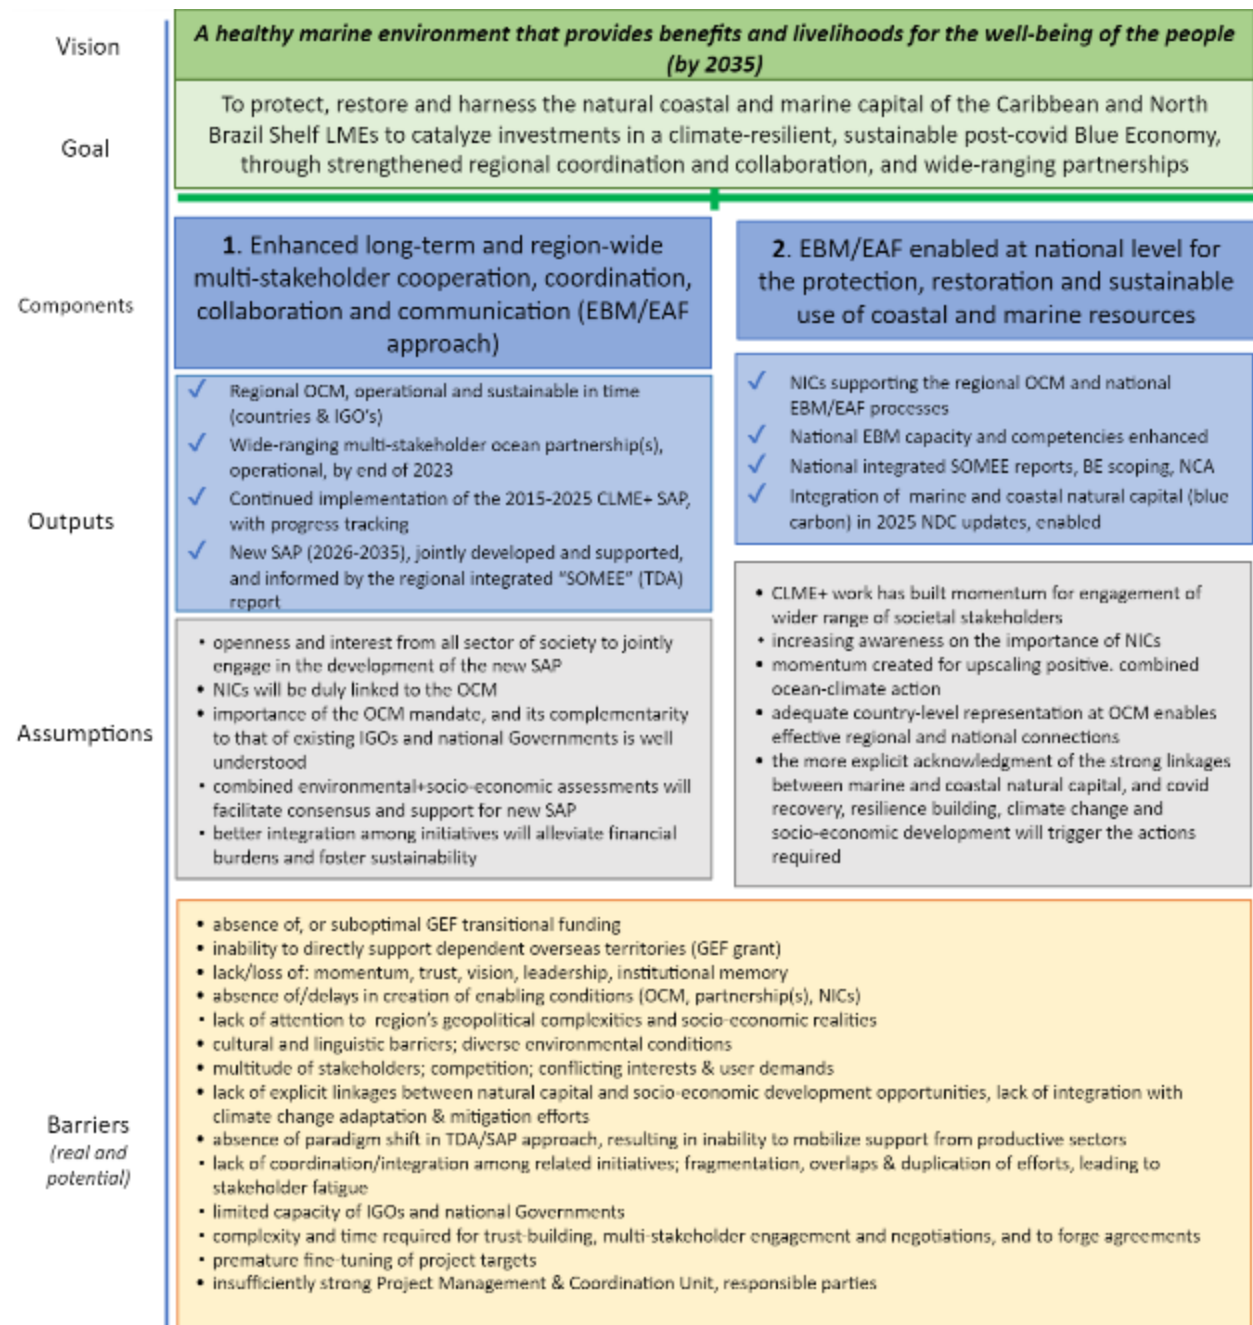 Vision
A healthy marine environment that provides benefits and livelihoods for the well-being of the people
(by 2035)
Goal
To protect, restore and harness the natural coastal and marine capital of the Caribbean and North
Brazil Shelf LMEs to catalyze investments in a climate-resilient, sustainable post-covid Blue Economy,
through strengthened regional coordination and collaboration, and wide-ranging partnerships
Components
1. Enhanced long-term and region-wide
multi-stakeholder cooperation, coordination,
collaboration and communication (EBM/EAF
approach)
2. EBM/EAF enabled at national level for
the protection, restoration and sustainable
use of coastal and marine resources
Outputs
✓ Regional OCM, operational and sustainable in time
(countries & IGO's)
✓ Wide-ranging multi-stakeholder ocean partnership(s),
operational, by end of 2023
✓ Continued implementation of the 2015-2025 CLME+ SAP,
with progress tracking
✓ New SAP (2026-2035), jointly developed and supported,
and informed by the regional integrated “SOMEE” (TDA)
report
✓ NICs supporting the regional OCM and national
EBM/EAF processes
✓ National EBM capacity and competencies enhanced
✓ National integrated SOMEE reports, BE scoping, NCA
✓ Integration of marine and coastal natural capital (blue
carbon) in 2025 NDC updates, enabled
Assumptions
• openness and interest from all sector of society to jointly
engage in the development of the new SAP
• NICs will be duly linked to the OCM
• importance of the OCM mandate, and its complementarity
to that of existing IGOs and national Governments is well
understood
• combined environmental+socio-economic assessments will
facilitate consensus and support for new SAP
• better integration among initiatives will alleviate financial
burdens and foster sustainability
• CLME+ work has built momentum for engagement of
wider range of societal stakeholders
• increasing awareness on the importance of NICs
• momentum created for upscaling positive. combined
ocean-climate action
• adequate country-level representation at OCM enables
effective regional and national connections
• the more explicit acknowledgment of the strong linkages
between marine and coastal natural capital, and covid
recovery, resilience building, climate change and
socio-economic development will trigger the actions
required
Barriers
(real and
potential)
• absence of, or suboptimal GEF transitional funding
• inability to directly support dependent overseas territories (GEF grant)
• lack/loss of: momentum, trust, vision, leadership, institutional memory
• absence of/delays in creation of enabling conditions (OCM, partnership(s), NICs)
• lack of attention to region's geopolitical complexities and socio-economic realities
• cultural and linguistic barriers; diverse environmental conditions
• multitude of stakeholders; competition; conflicting interests & user demands
• lack of explicit linkages between natural capital and socio-economic development opportunities, lack of integration with
climate change adaptation & mitigation efforts
• absence of paradigm shift in TDA/SAP approach, resulting in inability to mobilize support from productive sectors
• lack of coordination/integration among related initiatives; fragmentation, overlaps & duplication of efforts, leading to
stakeholder fatigue
• limited capacity of IGOs and national Governments
• complexity and time required for trust-building, multi-stakeholder engagement and negotiations, and to forge agreements
• premature fine-tuning of project targets
• insufficiently strong Project Management & Coordination Unit, responsible parties